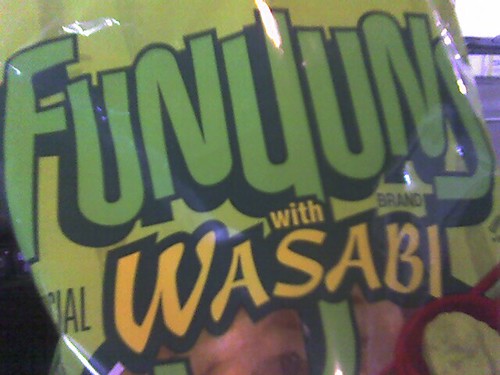 FUNYUNS
BRAND
with
WASABI
CIAL